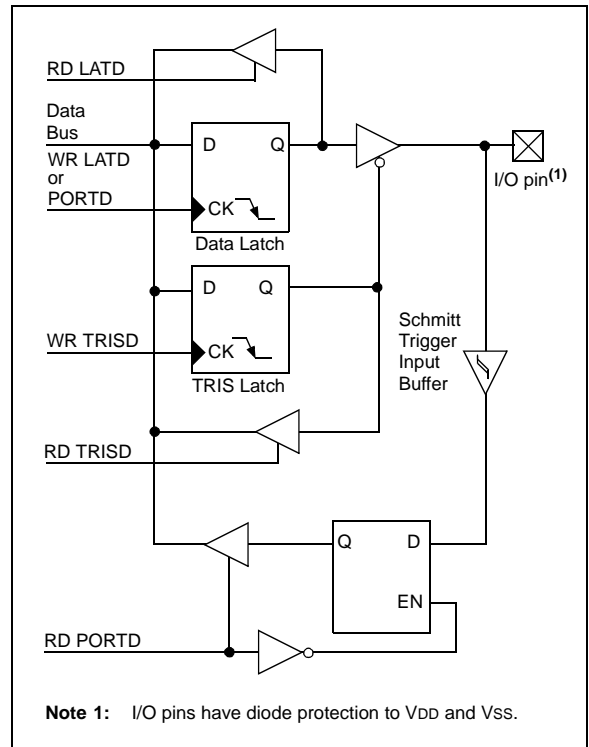 RD LATD
Data
Bus
WR LATD
or
PORTD
D Q
CK
Data Latch
I/O pin(1)
D Q
WR TRISD
CK
TRIS Latch
Schmitt
Trigger
Input
Buffer
RD TRISD
Q D
EN
RD PORTD
Note 1: I/O pins have diode protection to VDD and VSS.